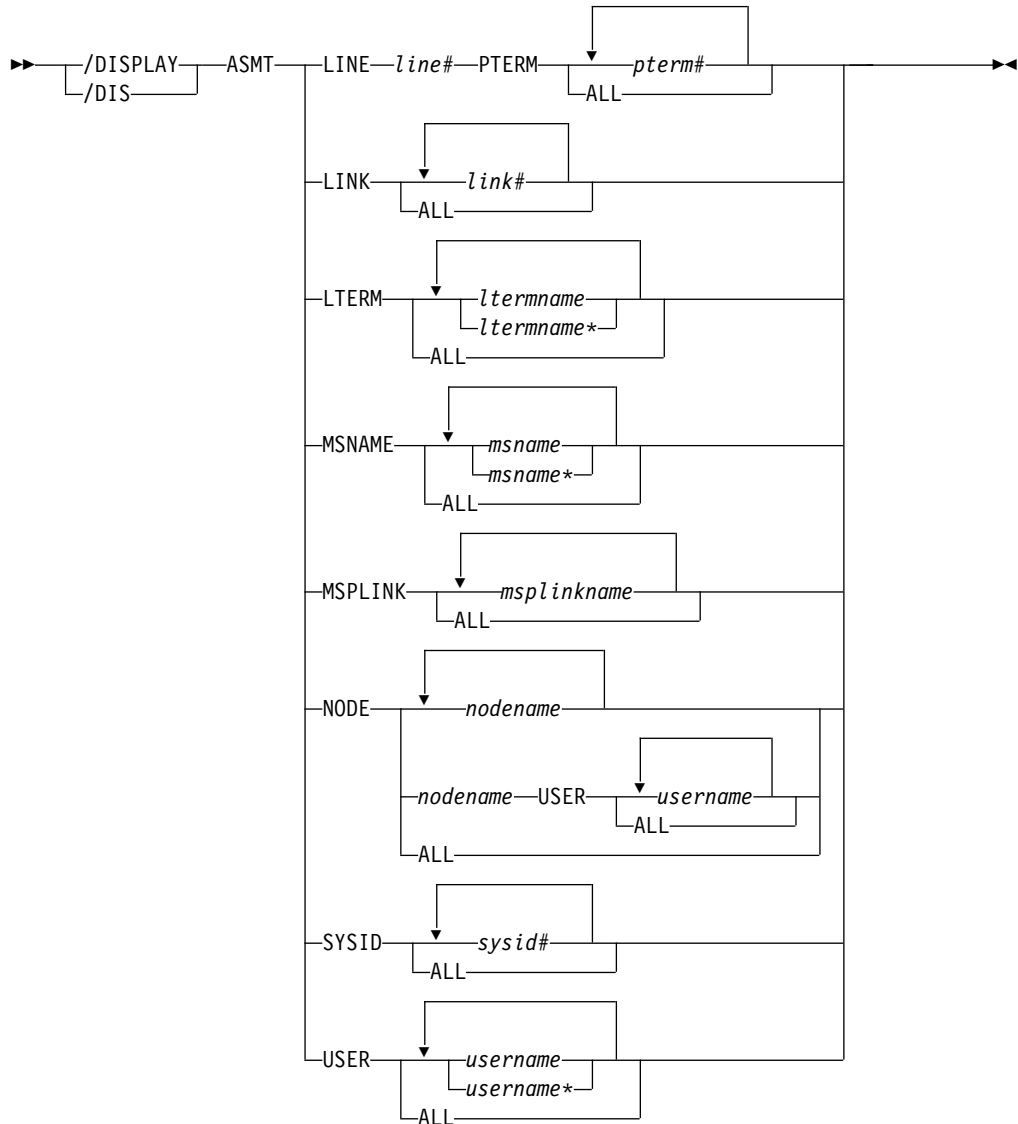 /DISPLAY ASMT LINE line# PTERM pterm#
/DIS ALL
LINK link#
ALL
LTERM ltermname
ltermname*
ALL
MSNAME msname
msname*
ALL
MSPLINK msplinkname
ALL
NODE nodename
nodename USER username
ALL
ALL
SYSID sysid#
ALL
USER username
username*
ALL